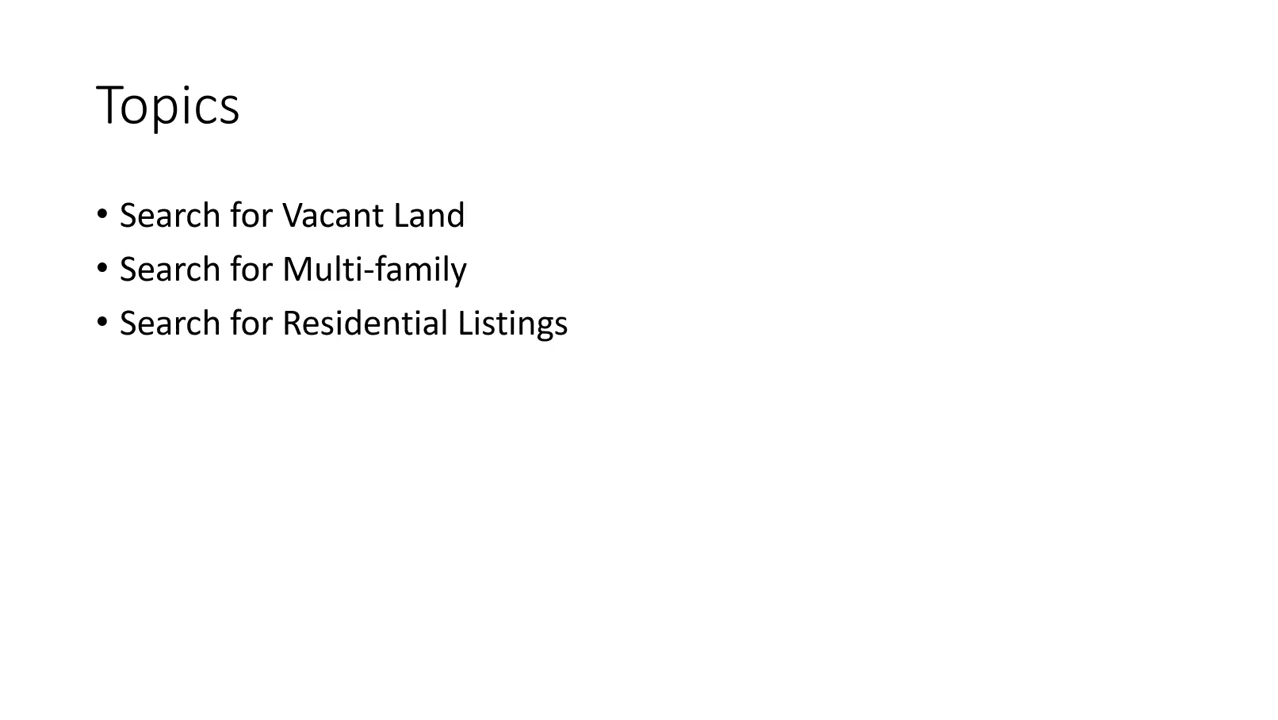 Topics
• Search for Vacant Land
• Search for Multi-family
• Search for Residential Listings